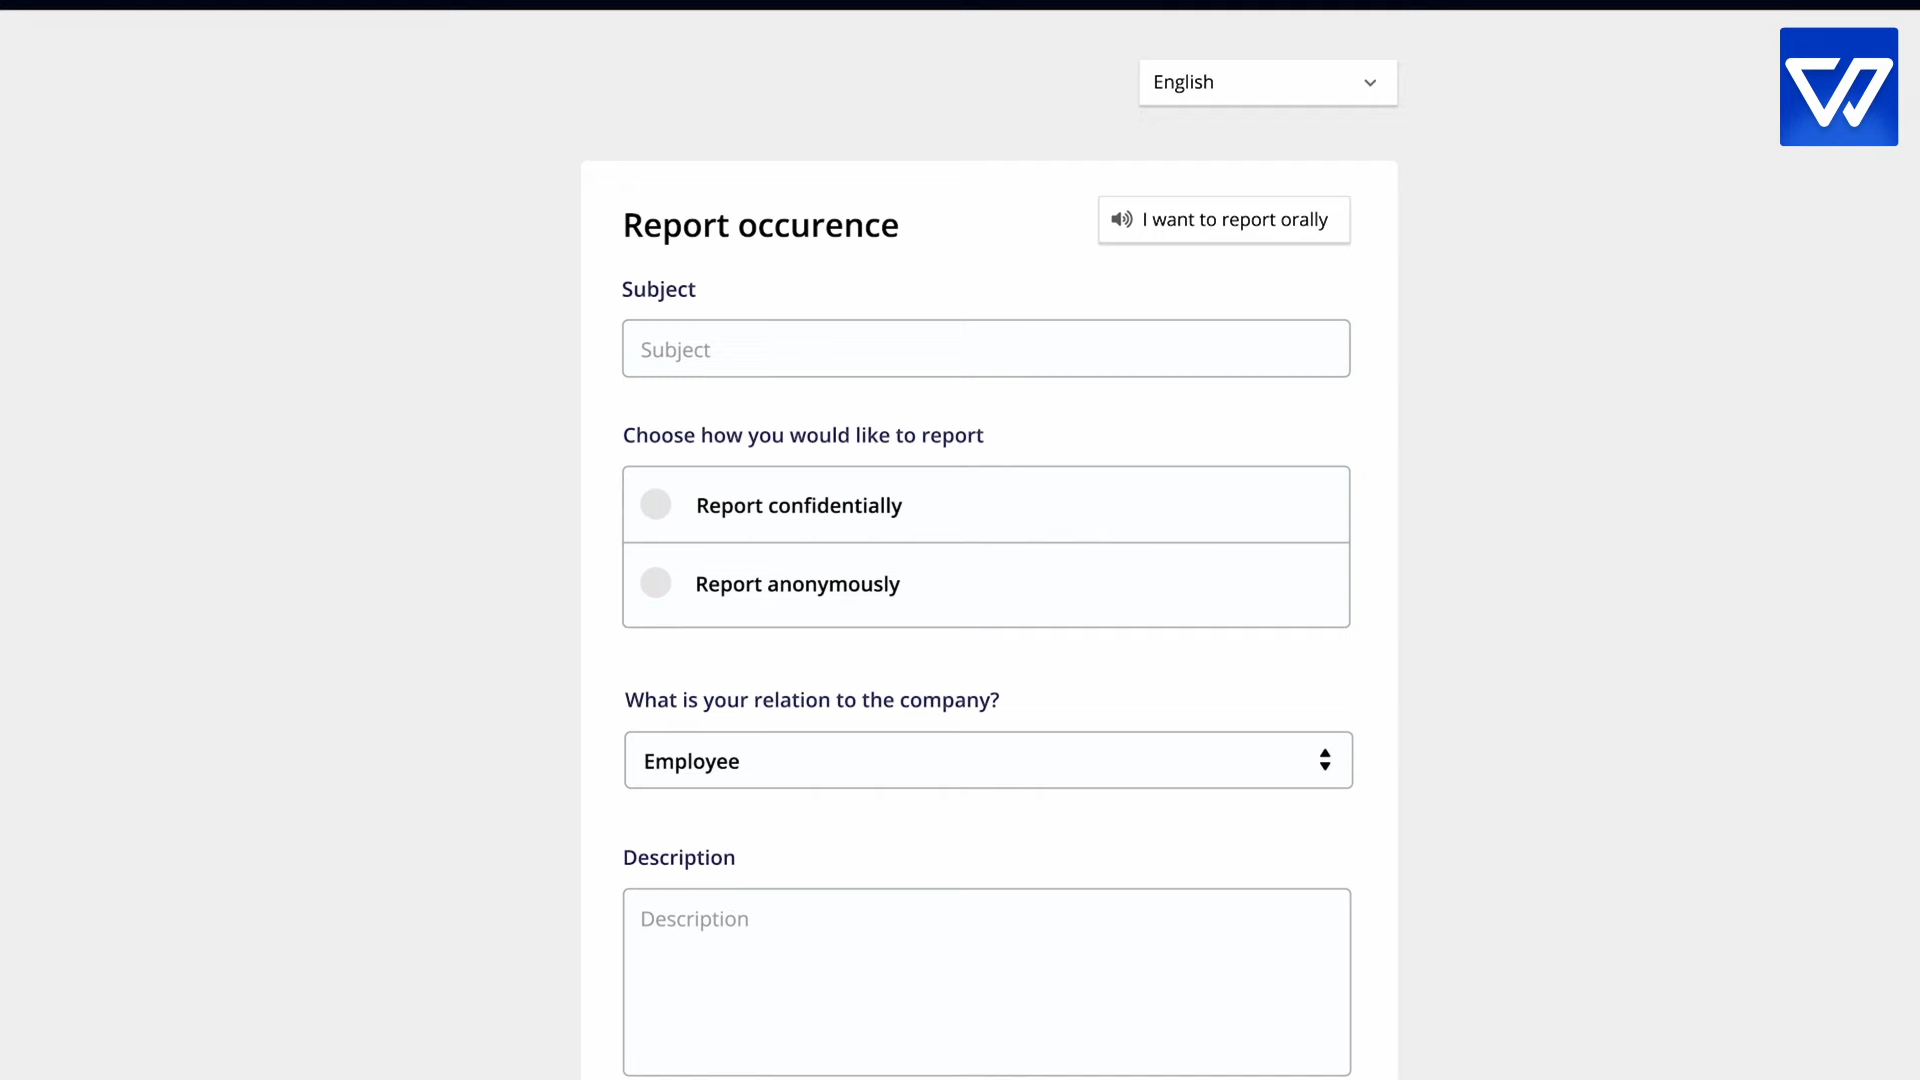 English
Report occurence
I want to report orally
Subject
Subject
Choose how you would like to report
Report confidentially
Report anonymously
What is your relation to the company?
Employee
Description
Description